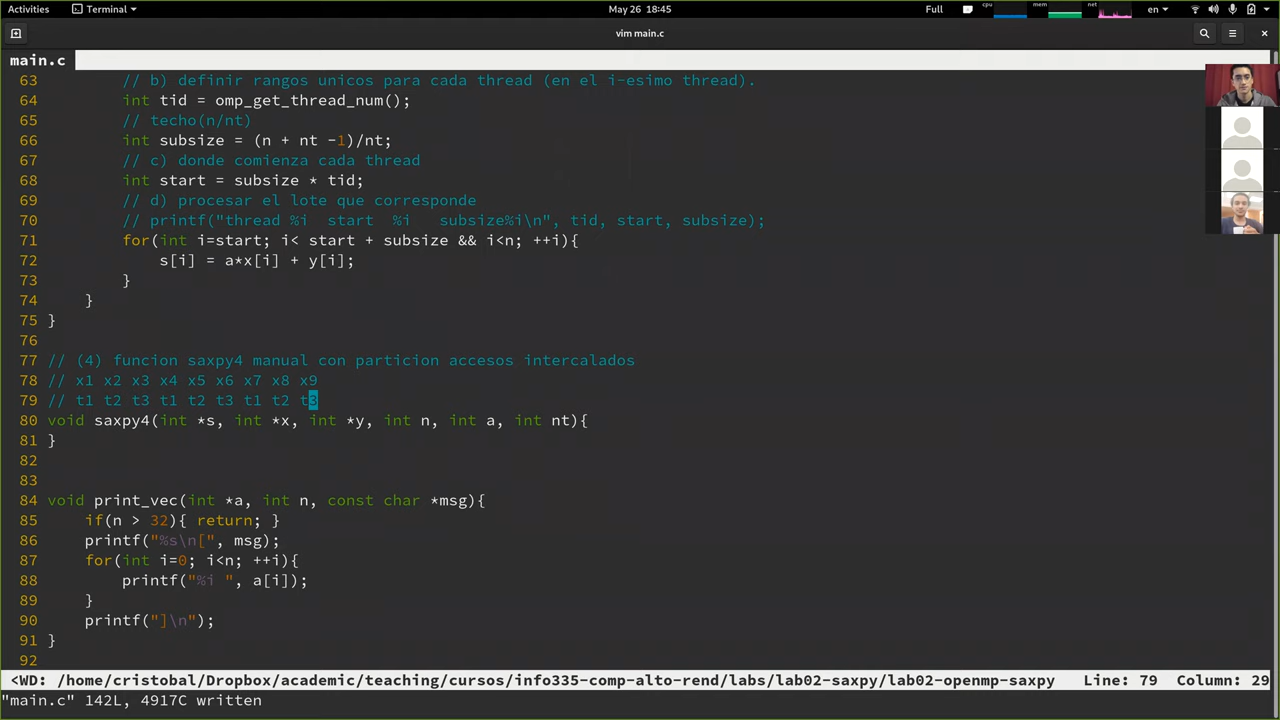 Activities Terminal May 26 18:45 Full cpu mem net en
vim main.c
main.c
63 // b) definir rangos unicos para cada thread (en el i-esimo thread).
64 int tid = omp_get_thread_num();
65 // techo(n/nt)
66 int subsize = (n + nt -1)/nt;
67 // c) donde comienza cada thread
68 int start = subsize * tid;
69 // d) procesar el lote que corresponde
70 // printf("thread %i  start  %i   subsize%i\n", tid, start, subsize);
71 for(int i=start; i< start + subsize && i<n; ++i){
72 s[i] = a*x[i] + y[i];
73 }
74 }
75 }
76
77 // (4) funcion saxpy4 manual con particion accesos intercalados
78 // x1 x2 x3 x4 x5 x6 x7 x8 x9
79 // t1 t2 t3 t1 t2 t3 t1 t2 t3
80 void saxpy4(int *s, int *x, int *y, int n, int a, int nt){
81 }
82
83
84 void print_vec(int *a, int n, const char *msg){
85 if(n > 32){ return; }
86 printf("%s\n[", msg);
87 for(int i=0; i<n; ++i){
88 printf("%i ", a[i]);
89 }
90 printf("]\n");
91 }
92
<WD: /home/cristobal/Dropbox/academic/teaching/cursos/info335-comp-alto-rend/labs/lab02-saxpy/lab02-openmp-saxpy Line: 79 Column: 29
"main.c" 142L, 4917C written